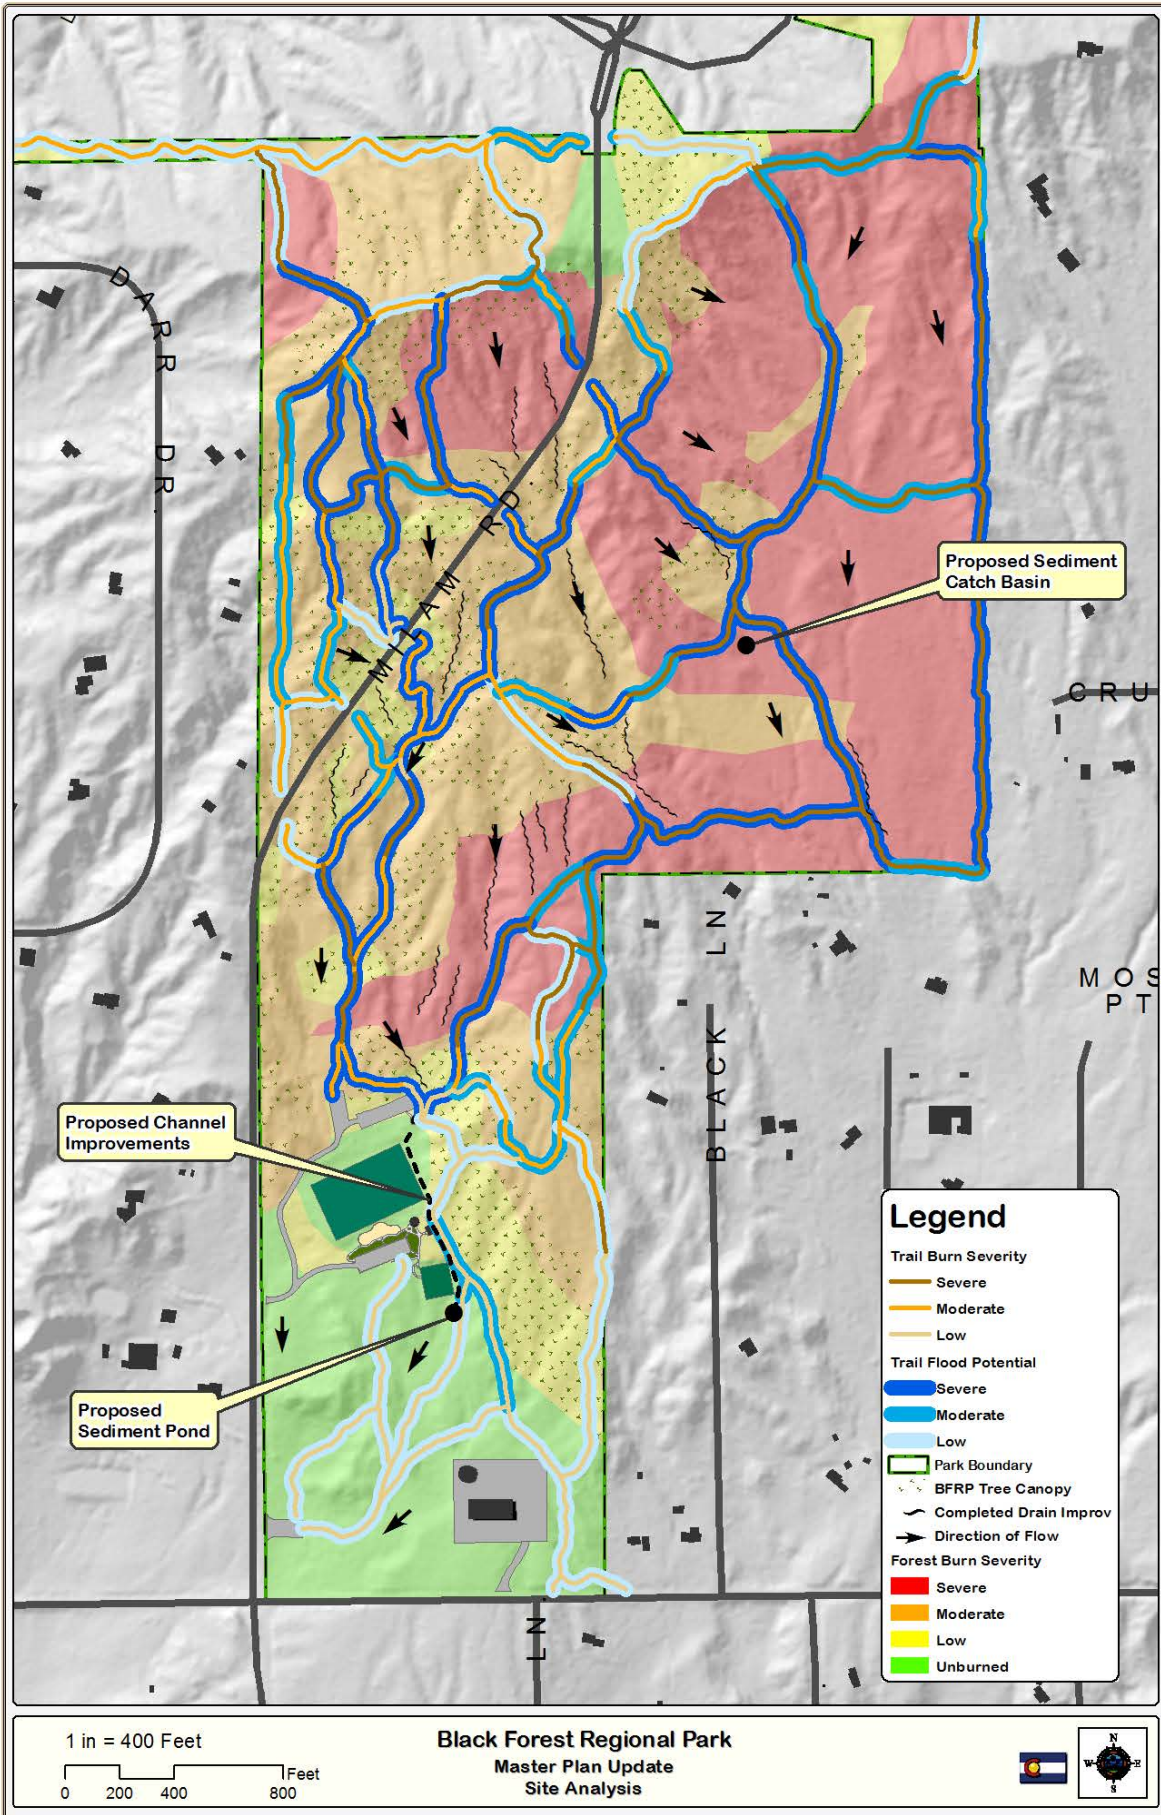 DARR DR.
MILAM RD
Proposed Sediment
Catch Basin
CRU
BLACK LN
MOS
PT
Proposed Channel
Improvements
Proposed
Sediment Pond
LN.
Legend
Trail Burn Severity
Severe
Moderate
Low
Trail Flood Potential
Severe
Moderate
Low
Park Boundary
BFRP Tree Canopy
Completed Drain Improv
Direction of Flow
Forest Burn Severity
Severe
Moderate
Low
Unburned
1 in = 400 Feet
Feet
0 200 400 800
Black Forest Regional Park
Master Plan Update
Site Analysis
N
W E
S